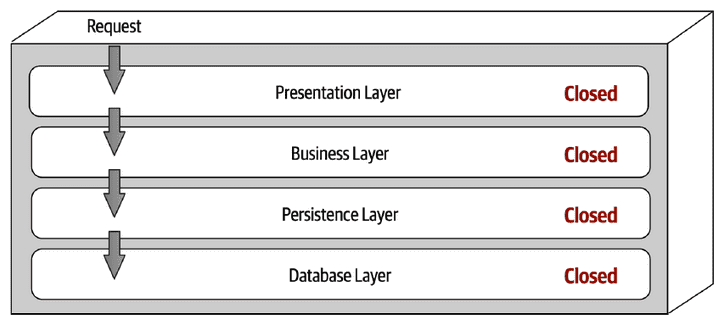 Request
Presentation Layer Closed
Business Layer Closed
Persistence Layer Closed
Database Layer Closed